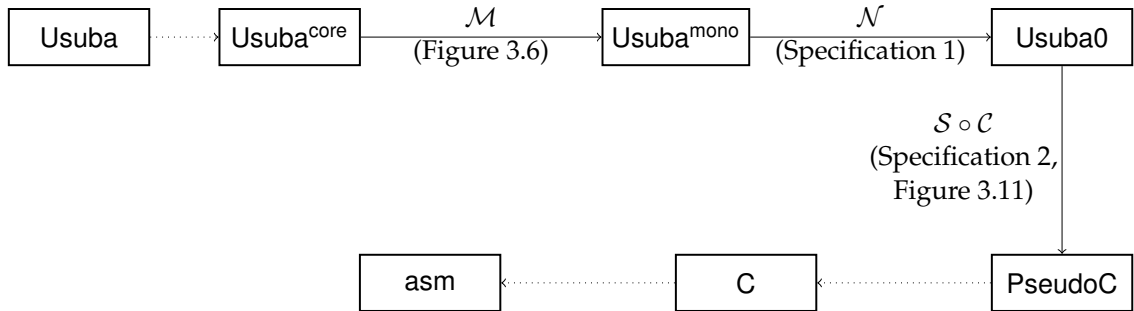 Usuba
Usuba^core
𝓜
(Figure 3.6)
Usuba^mono
𝓝
(Specification 1)
Usuba0
𝓢 ∘ 𝓒
(Specification 2,
Figure 3.11)
asm
C
PseudoC